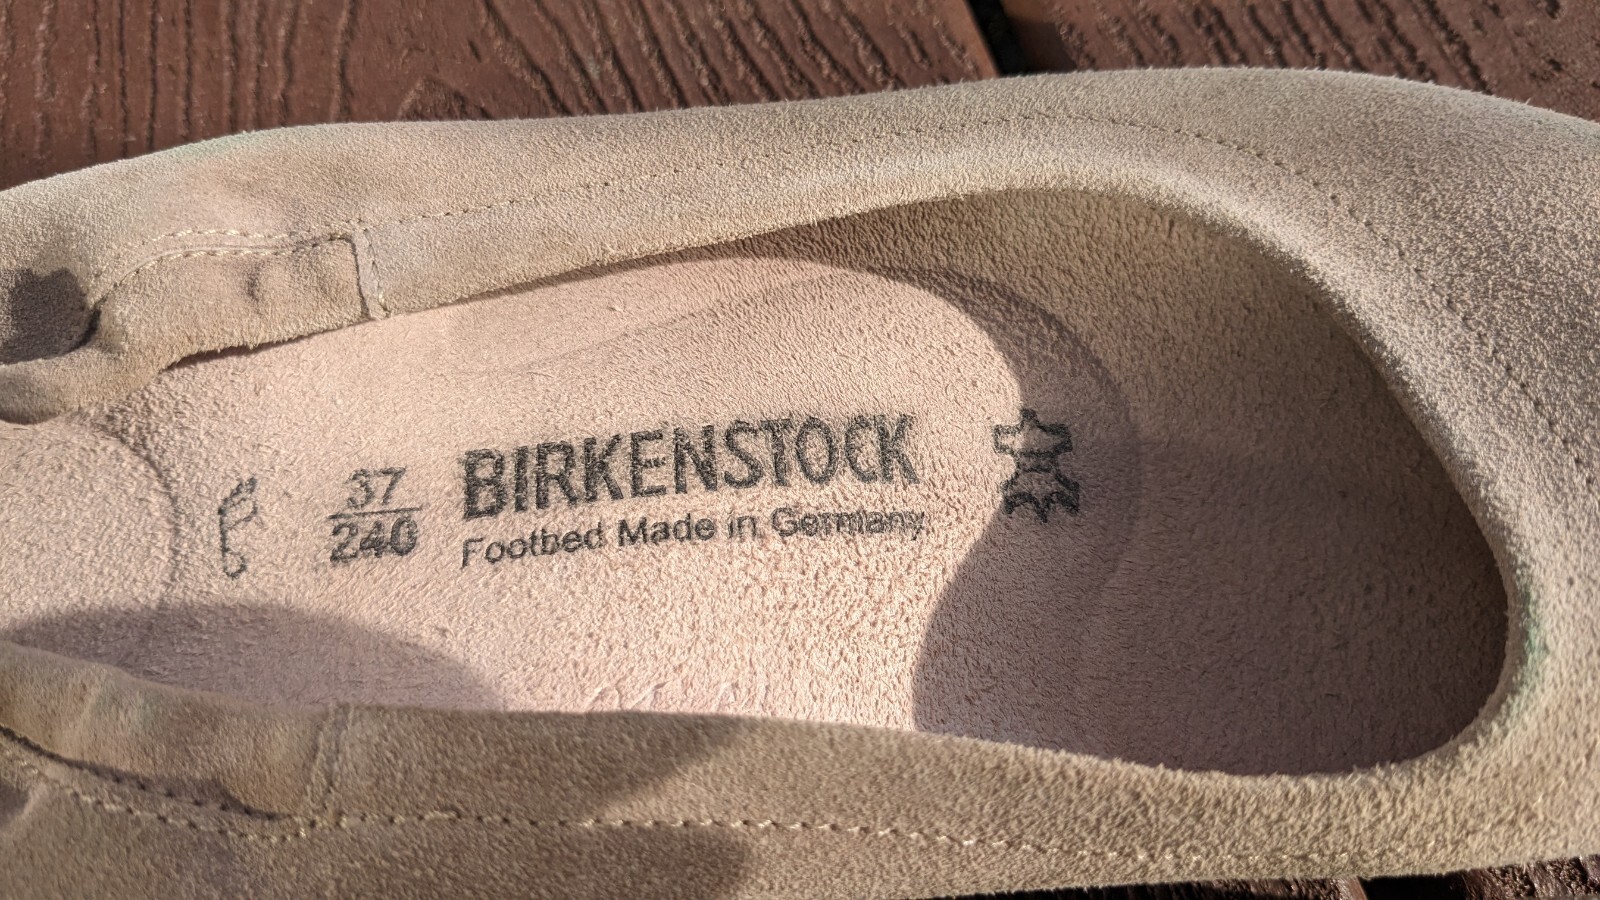 37
240
BIRKENSTOCK
Footbed Made in Germany